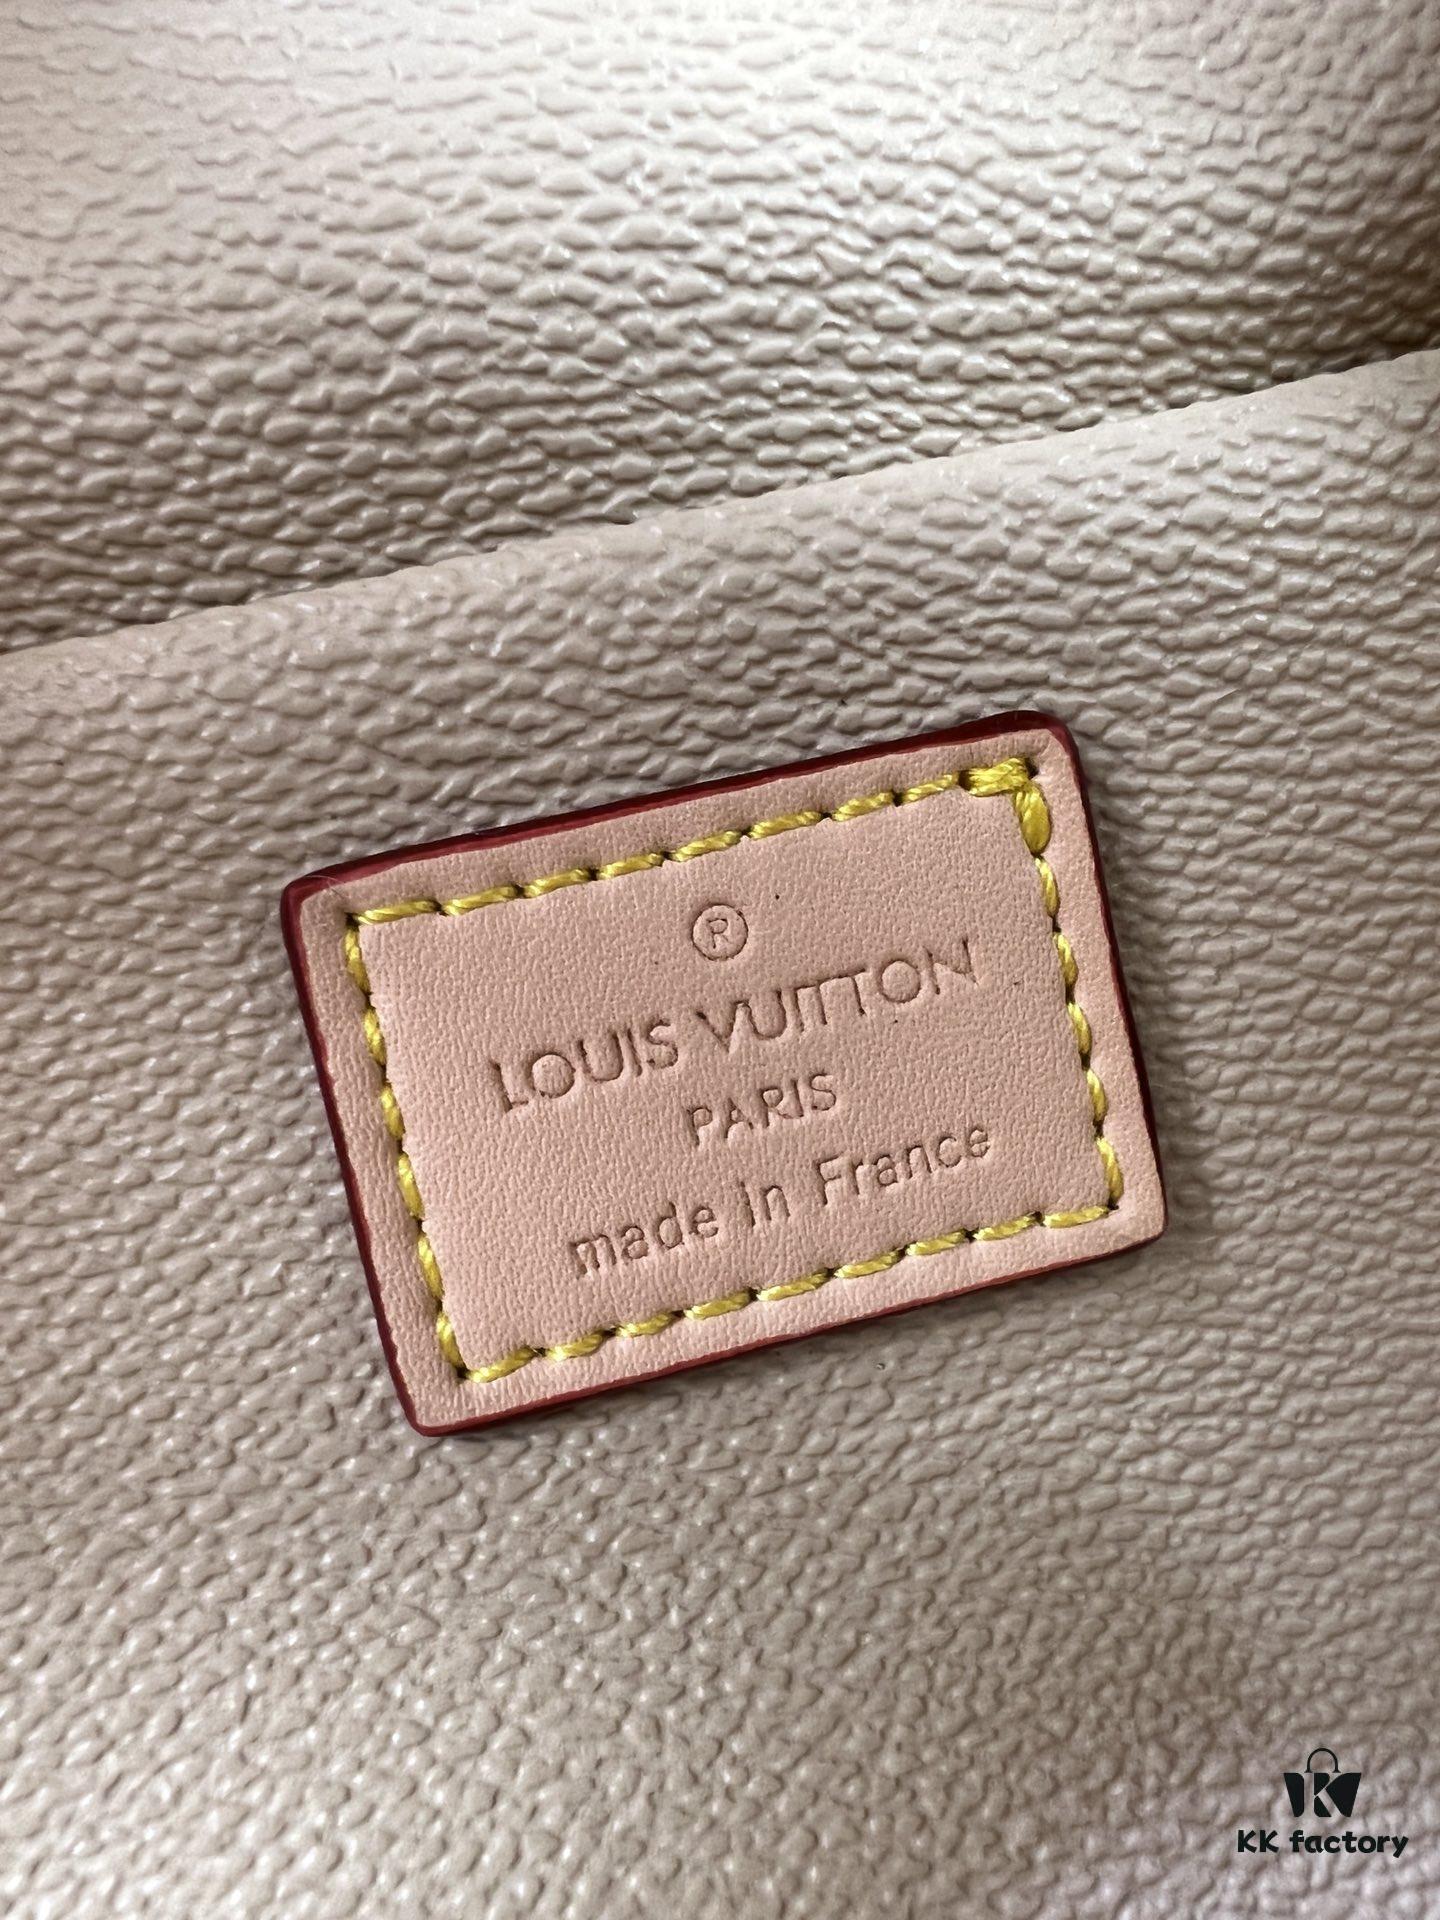 ®
LOUIS VUITTON
PARIS
made in France
KK factory